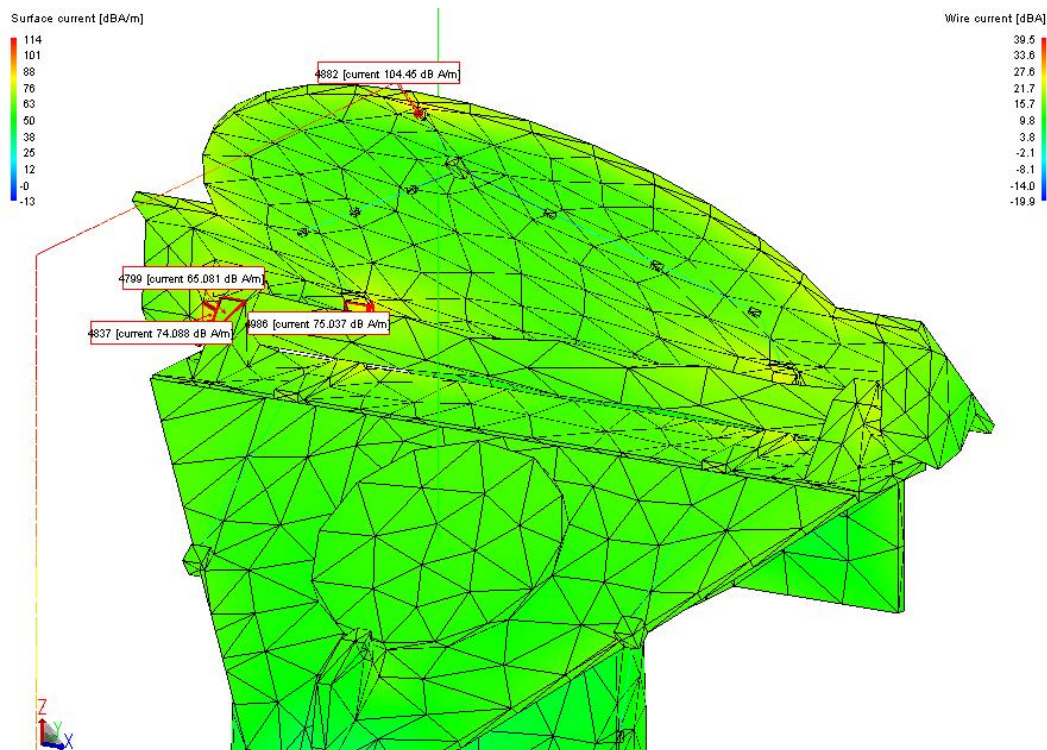 Surface current [dBA/m]
114
101
88
76
63
50
38
25
12
-0
-13
Wire current [dBA]
39.5
33.6
27.6
21.7
15.7
9.8
3.8
-2.1
-8.1
-14.0
-19.9
4882 [current 104.45 dB A/m]
4799 [current 65.081 dB A/m]
4837 [current 74.088 dB A/m]
4986 [current 75.037 dB A/m]
Z
Y
X